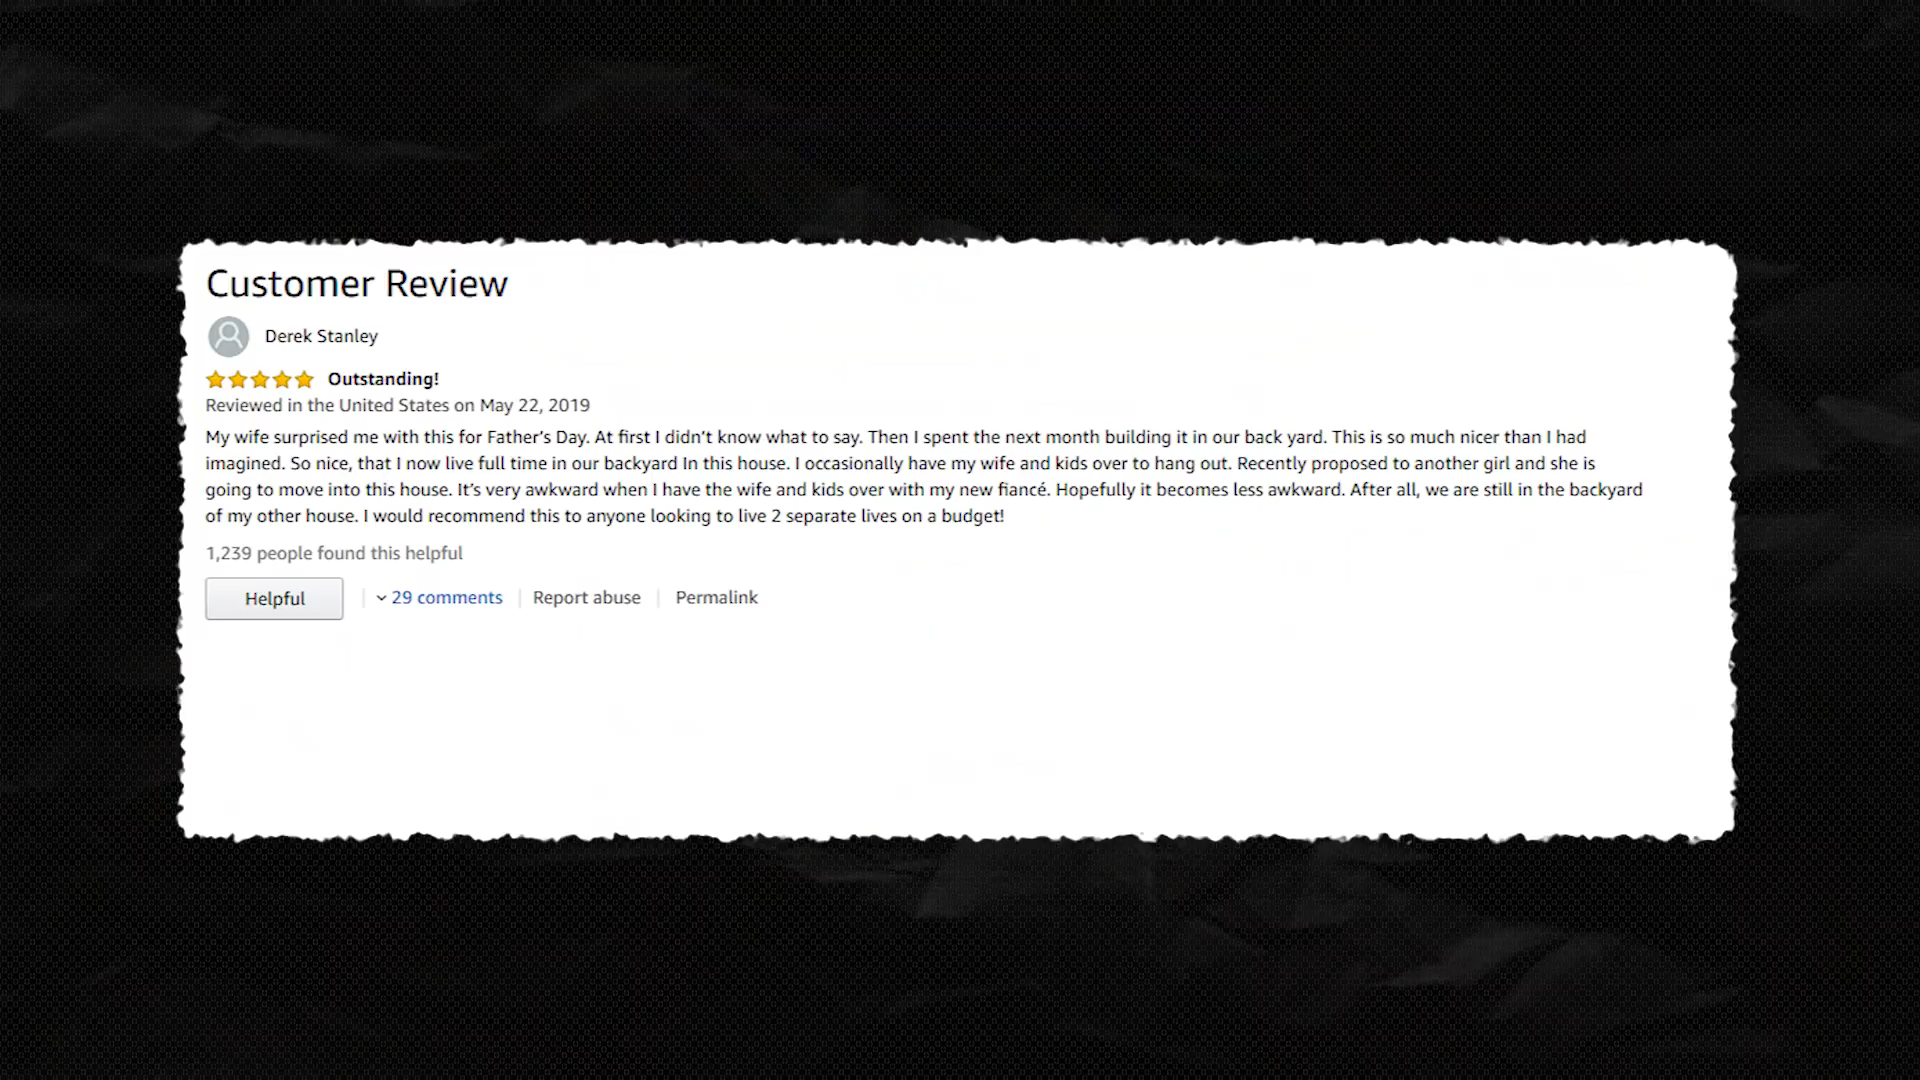 Customer Review
Derek Stanley
Outstanding!
Reviewed in the United States on May 22, 2019
My wife surprised me with this for Father's Day. At first I didn't know what to say. Then I spent the next month building it in our back yard. This is so much nicer than I had
imagined. So nice, that I now live full time in our backyard In this house. I occasionally have my wife and kids over to hang out. Recently proposed to another girl and she is
going to move into this house. It's very awkward when I have the wife and kids over with my new fiancé. Hopefully it becomes less awkward. After all, we are still in the backyard
of my other house. I would recommend this to anyone looking to live 2 separate lives on a budget!
1,239 people found this helpful
Helpful 29 comments Report abuse Permalink